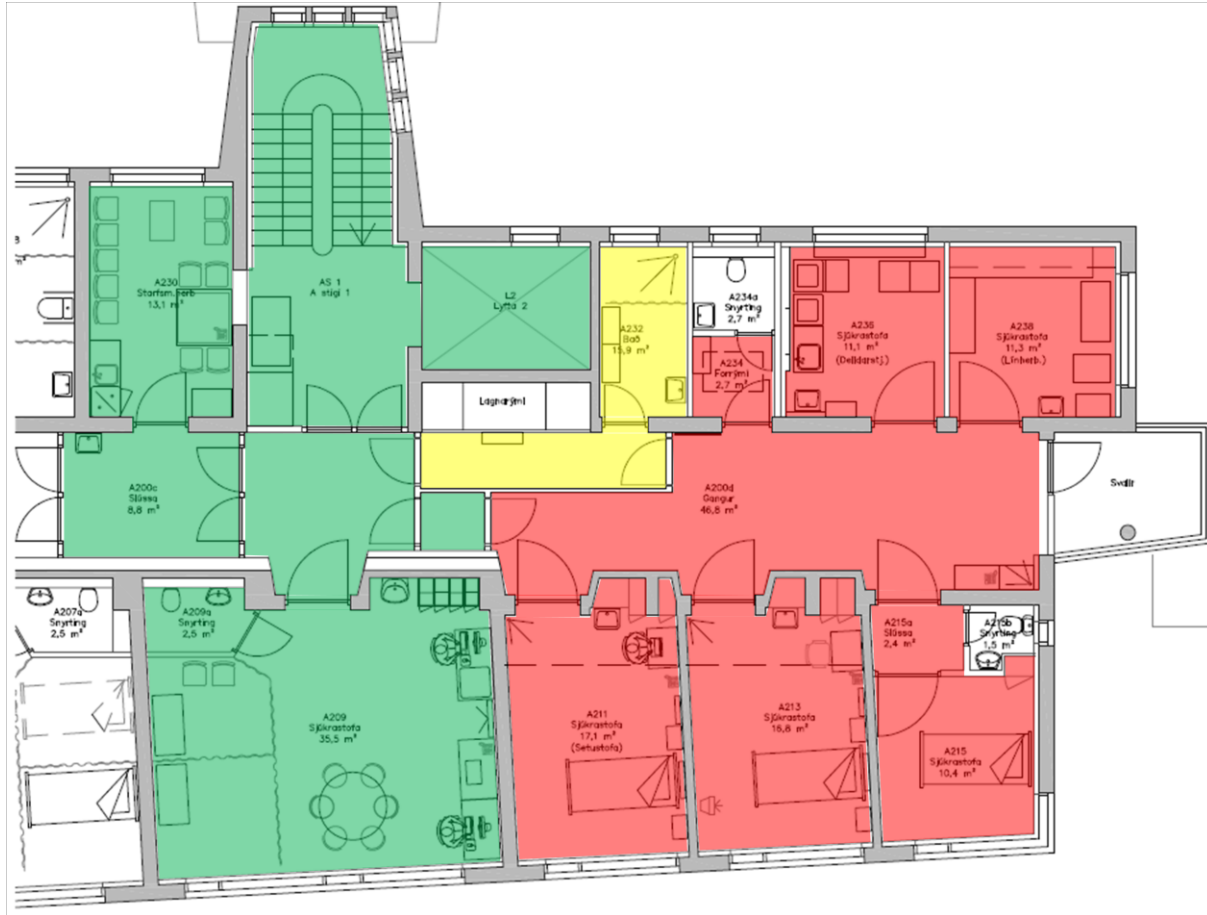 AS 1
A stigi 1
A230
13,1 m²
L2
Lyfta 2
A232
Bað
15,9 m²
A234a
Snyrting
2,7 m²
A234
Forrými
2,7 m²
A236
Sjúkrastofa
11,1 m²
(Deildarstj.)
A238
Sjúkrastofa
11,3 m²
(Línherb.)
Lagnarými
A200c
Slússa
8,8 m²
A200d
Gangur
46,8 m²
Svalir
A207a
Snyrting
2,5 m²
A209a
Snyrting
2,5 m²
A215a
Slússa
2,4 m²
A215b
Snyrting
1,5 m²
A209
Sjúkrastofa
35,5 m²
A211
Sjúkrastofa
17,1 m²
(Setustofa)
A213
Sjúkrastofa
16,8 m²
A215
Sjúkrastofa
10,4 m²